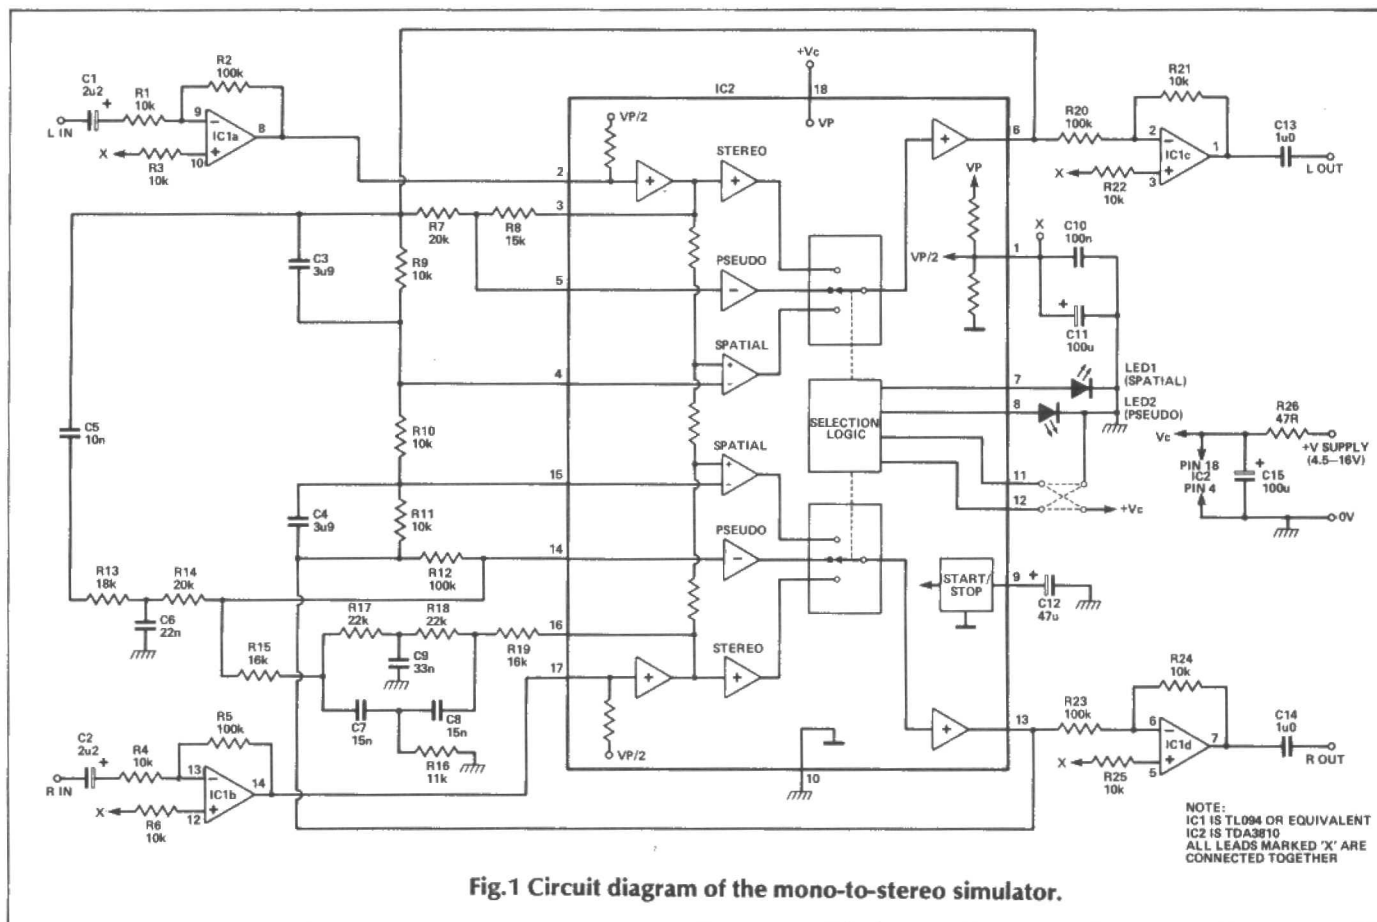 C1
2u2
+
L IN
R1
10k
R2
100k
9
−
IC1a
8
X
R3
10k
10
+
+Vc
IC2
18
VP
VP/2
2
+
STEREO
+
+
6
R20
100k
R21
10k
2
−
IC1c
1
C13
1u0
L OUT
X
R22
10k
3
+
R7
20k
R8
15k
3
C3
3u9
R9
10k
5
PSEUDO
−
VP
VP/2
1
X
C10
100n
+
C11
100u
4
SPATIAL
+
−
7
LED1
(SPATIAL)
8
LED2
(PSEUDO)
C5
10n
R10
10k
SELECTION
LOGIC
11
12
+Vc
Vc
R26
47R
+V SUPPLY
(4.5–16V)
PIN 18
IC2
PIN 4
+
C15
100u
0V
15
SPATIAL
+
−
C4
3u9
R11
10k
PSEUDO
−
14
R12
100k
START/
STOP
9
+
C12
47u
R13
18k
R14
20k
C6
22n
R15
16k
R17
22k
R18
22k
R19
16k
16
C9
33n
17
+
STEREO
+
C7
15n
C8
15n
R16
11k
VP/2
+
13
R23
100k
R24
10k
6
−
IC1d
7
C14
1u0
R OUT
X
R25
10k
5
+
10
C2
2u2
+
R IN
R4
10k
R5
100k
13
−
IC1b
14
X
R6
10k
12
+
NOTE:
IC1 IS TL094 OR EQUIVALENT
IC2 IS TDA3810
ALL LEADS MARKED 'X' ARE
CONNECTED TOGETHER
Fig.1 Circuit diagram of the mono-to-stereo simulator.